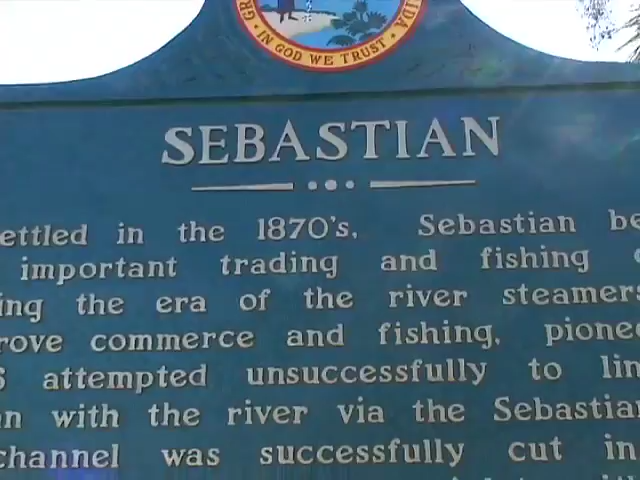 IN GOD WE TRUST
SEBASTIAN
ettled in the 1870's, Sebastian be
important trading and fishing
ing the era of the river steamers
rove commerce and fishing, pionee
attempted unsuccessfully to lin
an with the river via the Sebastian
channel was successfully cut in